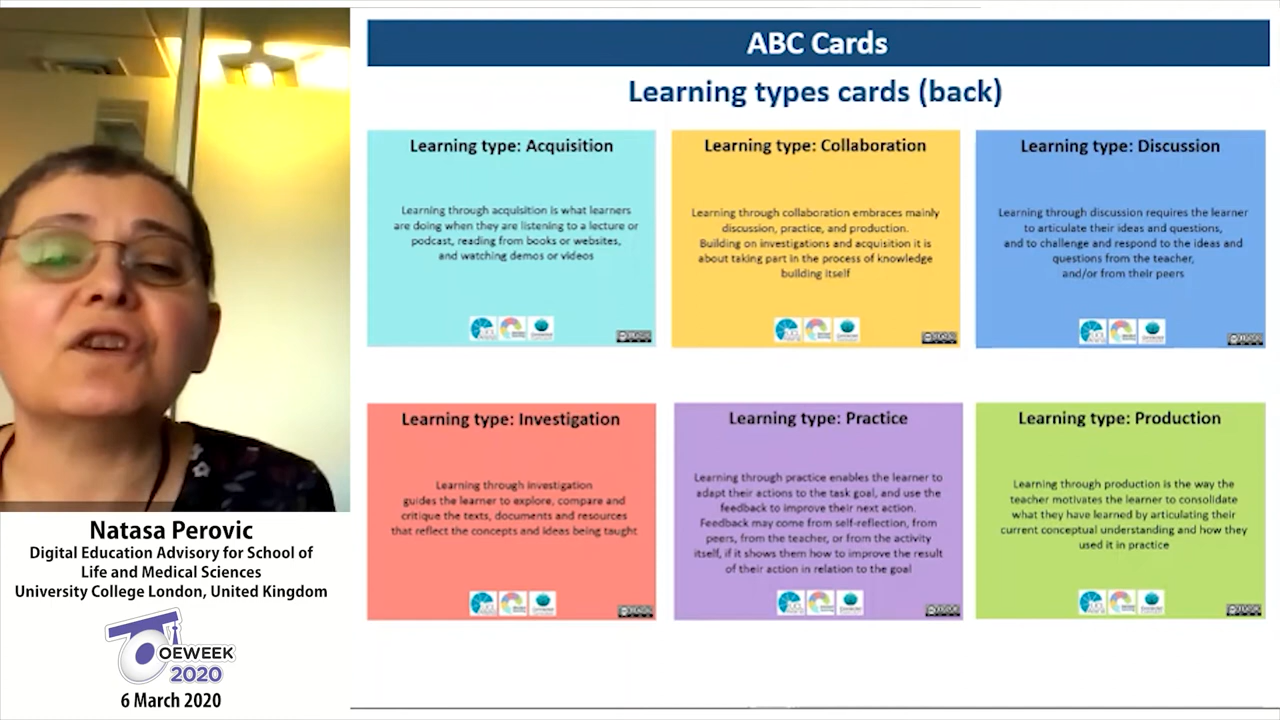 ABC Cards
Learning types cards (back)
Learning type: Acquisition
Learning through acquisition is what learners
are doing when they are listening to a lecture or
podcast, reading from books or websites,
and watching demos or videos
Learning type: Collaboration
Learning through collaboration embraces mainly
discussion, practice, and production.
Building on investigations and acquisition it is
about taking part in the process of knowledge
building itself
Learning type: Discussion
Learning through discussion requires the learner
to articulate their ideas and questions,
and to challenge and respond to the ideas and
questions from the teacher,
and/or from their peers
Learning type: Investigation
Learning through investigation
guides the learner to explore, compare and
critique the texts, documents and resources
that reflect the concepts and ideas being taught
Learning type: Practice
Learning through practice enables the learner to
adapt their actions to the task goal, and use the
feedback to improve their next action.
Feedback may come from self-reflection, from
peers, from the teacher, or from the activity
itself, if it shows them how to improve the result
of their action in relation to the goal
Learning type: Production
Learning through production is the way the
teacher motivates the learner to consolidate
what they have learned by articulating their
current conceptual understanding and how they
used it in practice
Natasa Perovic
Digital Education Advisory for School of
Life and Medical Sciences
University College London, United Kingdom
OEWEEK
2020
6 March 2020